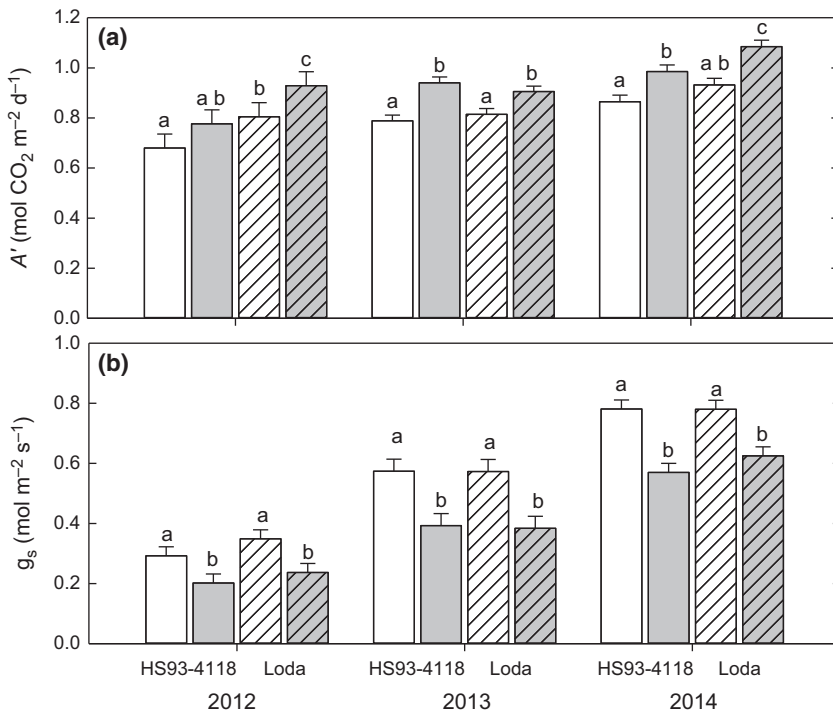 (a)
A′ (mol CO₂ m⁻² d⁻¹)
1.2
1.0
0.8
0.6
0.4
0.2
0.0
a
a b
b
c
a
b
a
b
a
b
a b
c
(b)
gₛ (mol m⁻² s⁻¹)
1.0
0.8
0.6
0.4
0.2
0.0
a
b
a
b
a
b
a
b
a
b
a
b
HS93-4118 Loda HS93-4118 Loda HS93-4118 Loda
2012 2013 2014